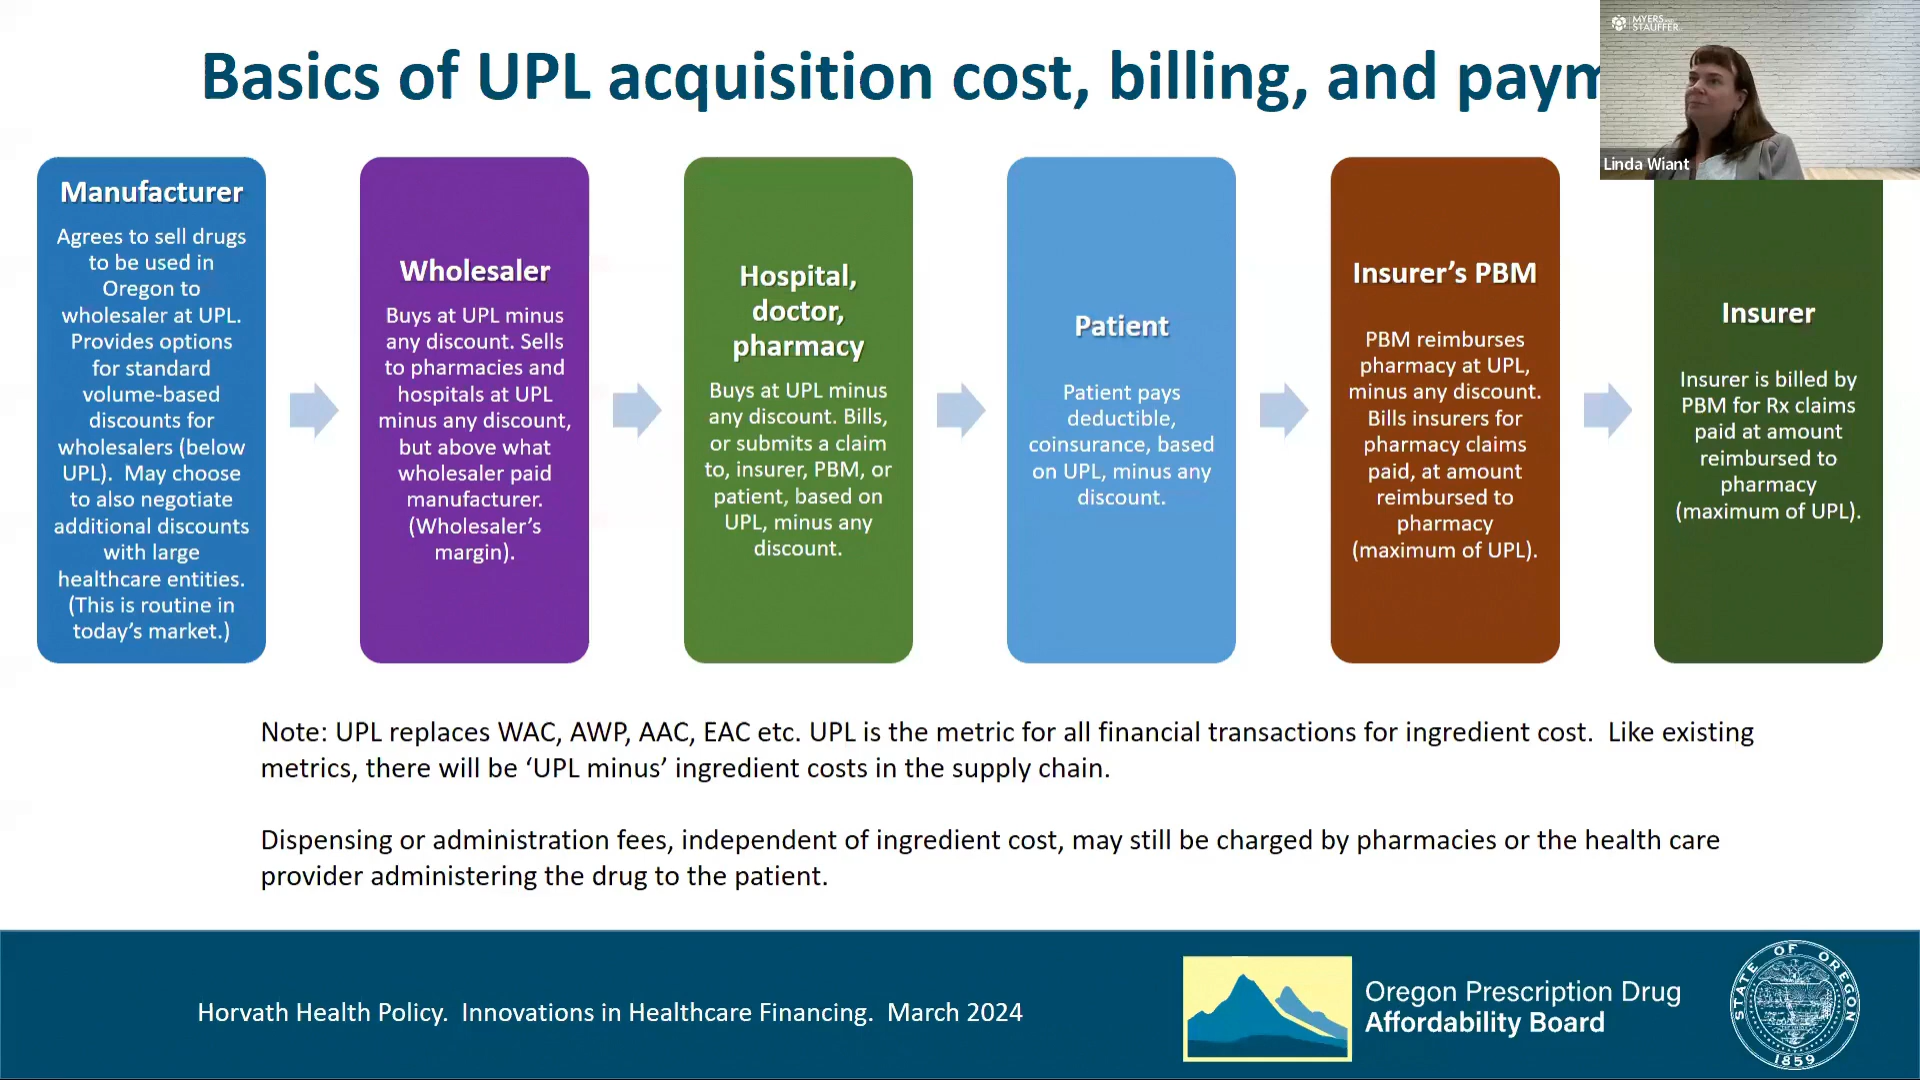 Basics of UPL acquisition cost, billing, and paym
MYERS AND
STAUFFER
Linda Wiant
Manufacturer
Agrees to sell drugs
to be used in
Oregon to
wholesaler at UPL.
Provides options
for standard
volume-based
discounts for
wholesalers (below
UPL).  May choose
to also negotiate
additional discounts
with large
healthcare entities.
(This is routine in
today’s market.)
Wholesaler
Buys at UPL minus
any discount. Sells
to pharmacies and
hospitals at UPL
minus any discount,
but above what
wholesaler paid
manufacturer.
(Wholesaler’s
margin).
Hospital,
doctor,
pharmacy
Buys at UPL minus
any discount. Bills,
or submits a claim
to, insurer, PBM, or
patient, based on
UPL, minus any
discount.
Patient
Patient pays
deductible,
coinsurance, based
on UPL, minus any
discount.
Insurer’s PBM
PBM reimburses
pharmacy at UPL,
minus any discount.
Bills insurers for
pharmacy claims
paid, at amount
reimbursed to
pharmacy
(maximum of UPL).
Insurer
Insurer is billed by
PBM for Rx claims
paid at amount
reimbursed to
pharmacy
(maximum of UPL).
Note: UPL replaces WAC, AWP, AAC, EAC etc. UPL is the metric for all financial transactions for ingredient cost.  Like existing
metrics, there will be ‘UPL minus’ ingredient costs in the supply chain.
Dispensing or administration fees, independent of ingredient cost, may still be charged by pharmacies or the health care
provider administering the drug to the patient.
Horvath Health Policy.  Innovations in Healthcare Financing.  March 2024
Oregon Prescription Drug
Affordability Board
STATE OF OREGON
1859